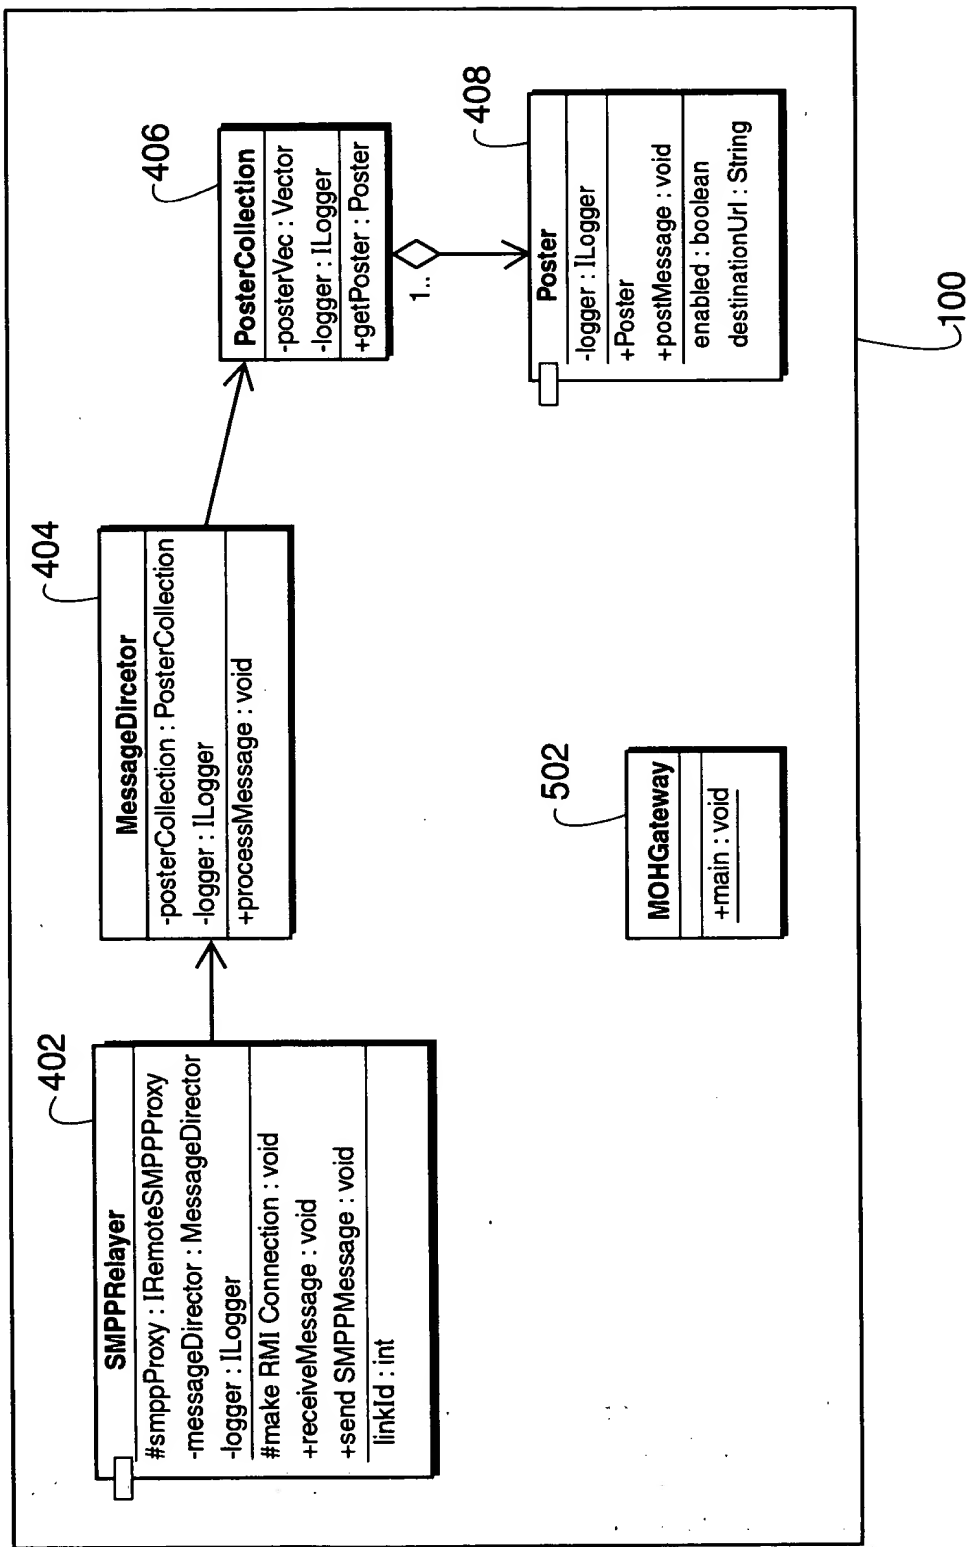 402
SMPPRelayer
#smppProxy : IRemoteSMPPProxy
-messageDirector : MessageDirector
-logger : ILogger
#make RMI Connection : void
+receiveMessage : void
+send SMPPMessage : void
linkId : int
404
MessageDircetor
-posterCollection : PosterCollection
-logger : ILogger
+processMessage : void
406
PosterCollection
-posterVec : Vector
-logger : ILogger
+getPoster : Poster
1..
408
Poster
-logger : ILogger
+Poster
+postMessage : void
enabled : boolean
destinationUrl : String
502
MOHGateway
+main : void
100